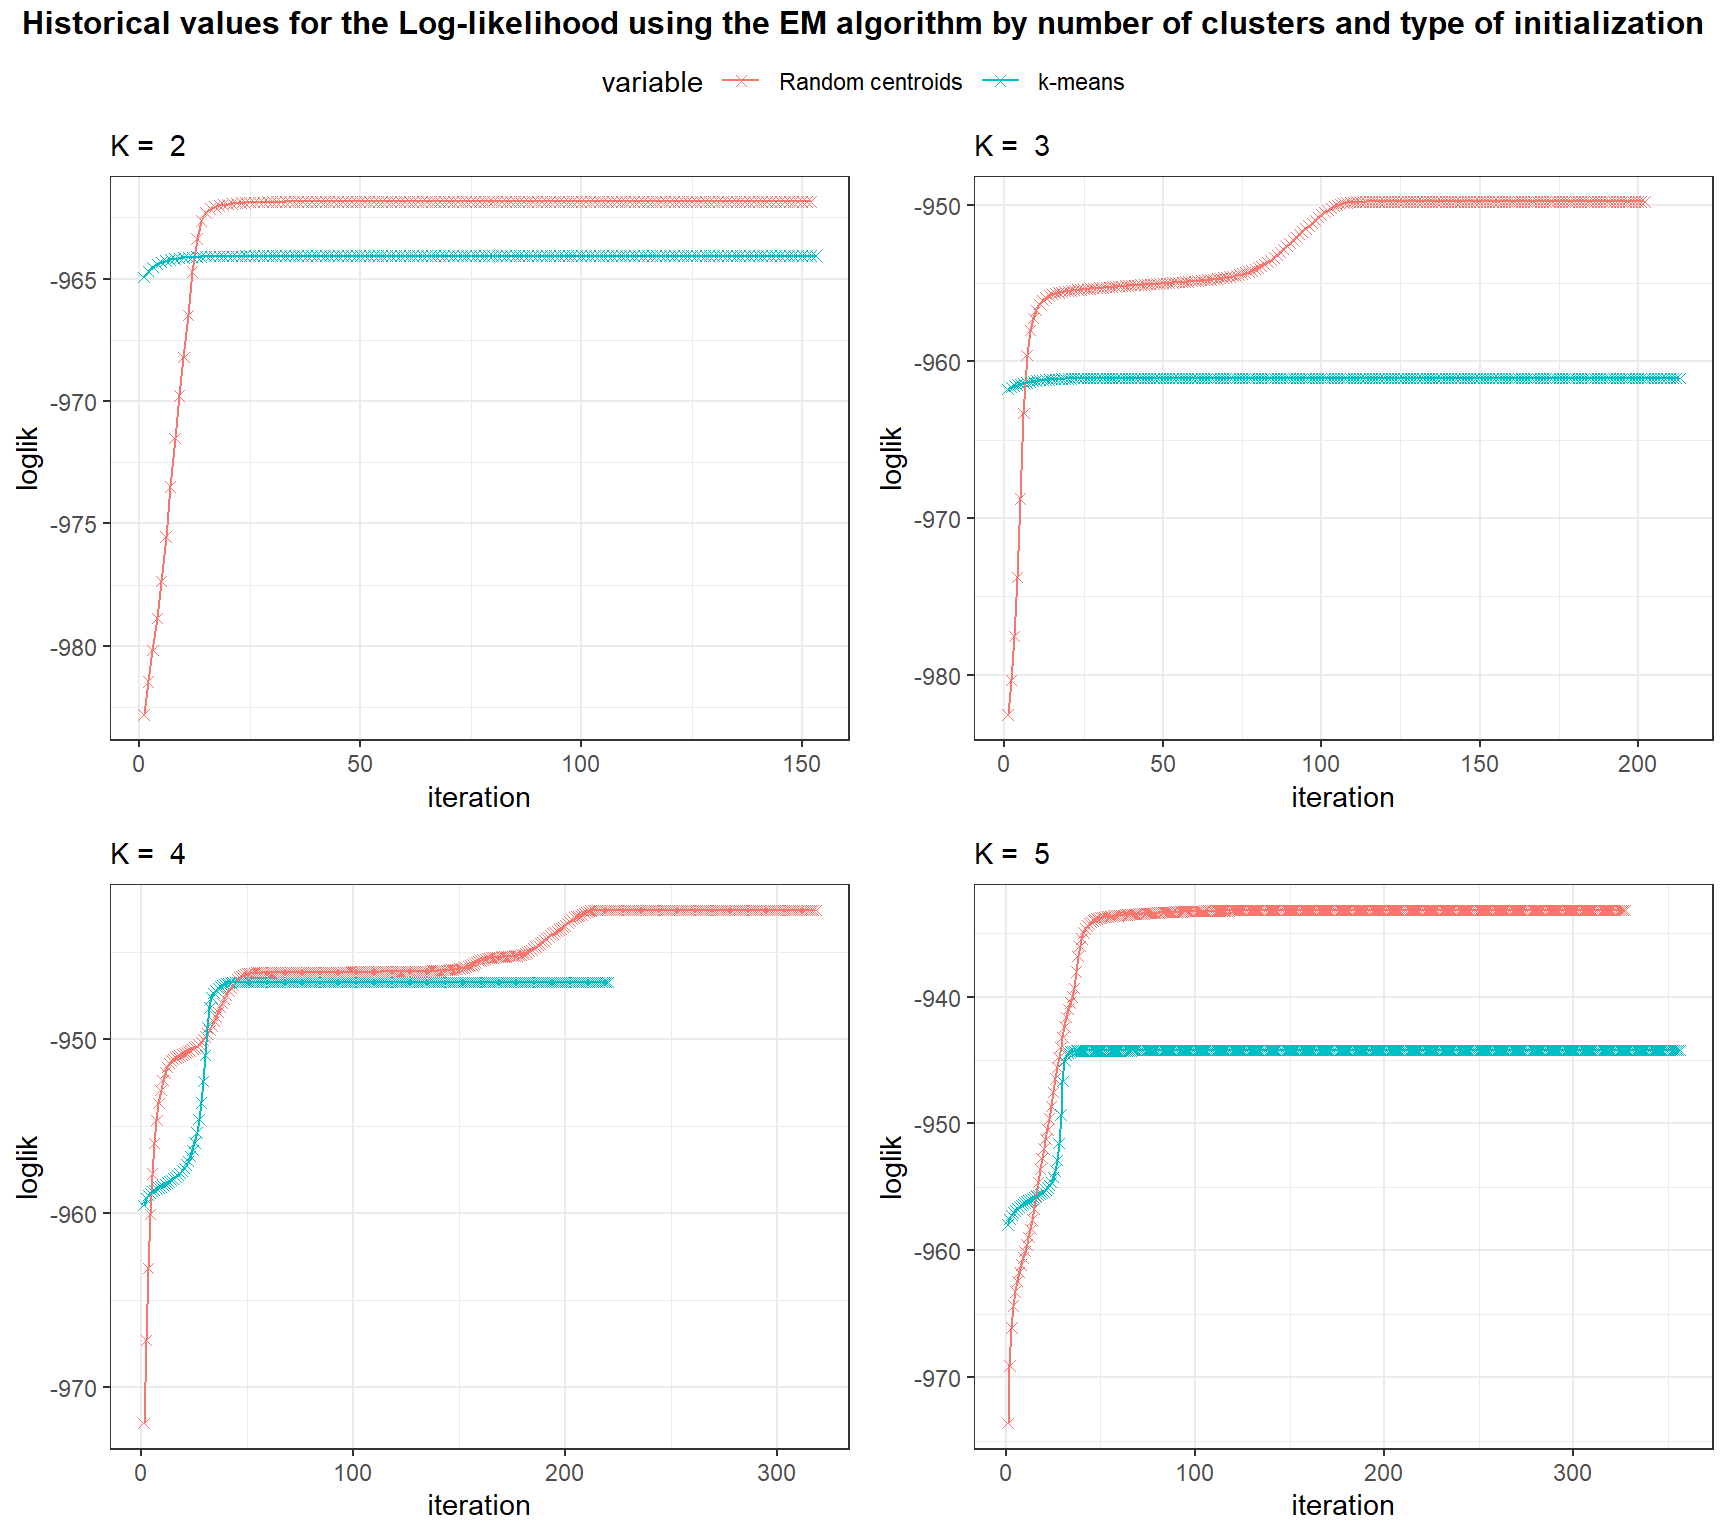 Historical values for the Log-likelihood using the EM algorithm by number of clusters and type of initialization
variable Random centroids k-means
K = 2
loglik
-965
-970
-975
-980
0 50 100 150
iteration
K = 3
loglik
-950
-960
-970
-980
0 50 100 150 200
iteration
K = 4
loglik
-950
-960
-970
0 100 200 300
iteration
K = 5
loglik
-940
-950
-960
-970
0 100 200 300
iteration